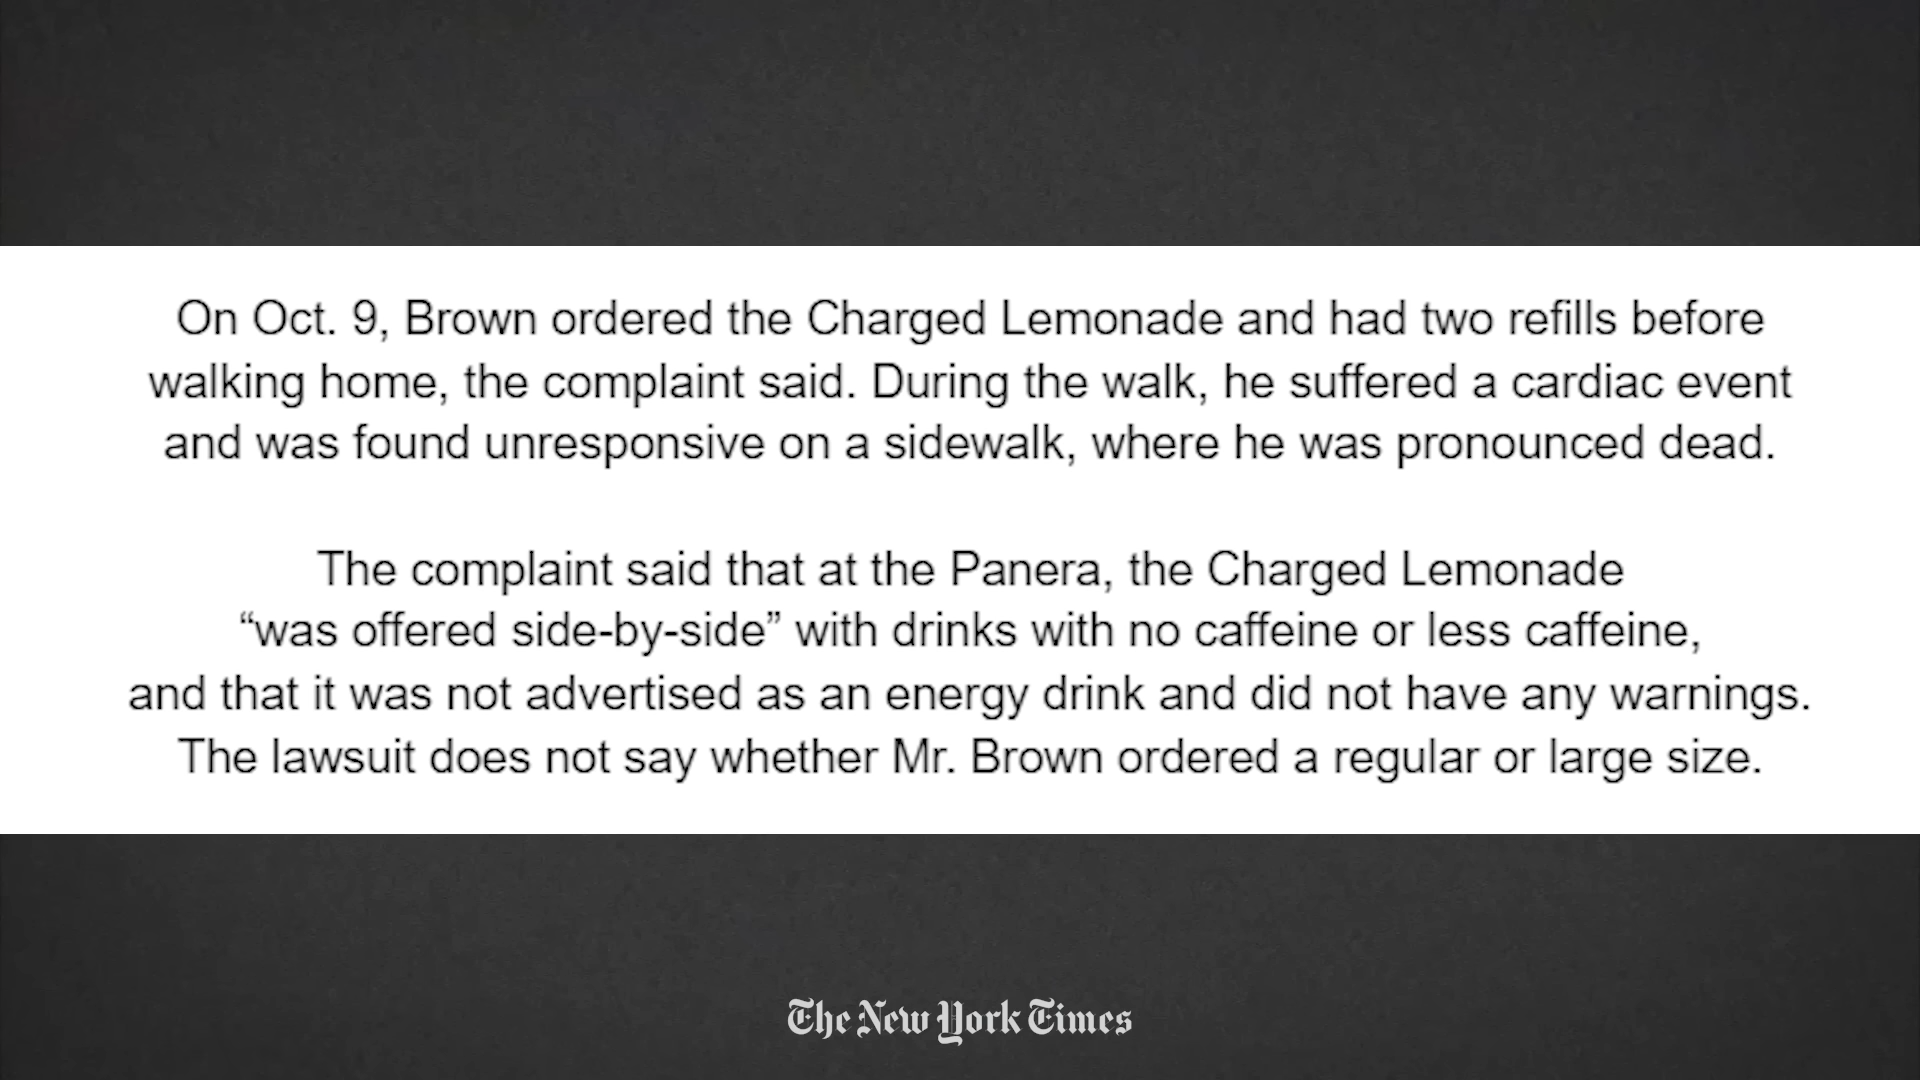 On Oct. 9, Brown ordered the Charged Lemonade and had two refills before
walking home, the complaint said. During the walk, he suffered a cardiac event
and was found unresponsive on a sidewalk, where he was pronounced dead.
The complaint said that at the Panera, the Charged Lemonade
“was offered side-by-side” with drinks with no caffeine or less caffeine,
and that it was not advertised as an energy drink and did not have any warnings.
The lawsuit does not say whether Mr. Brown ordered a regular or large size.
The New York Times